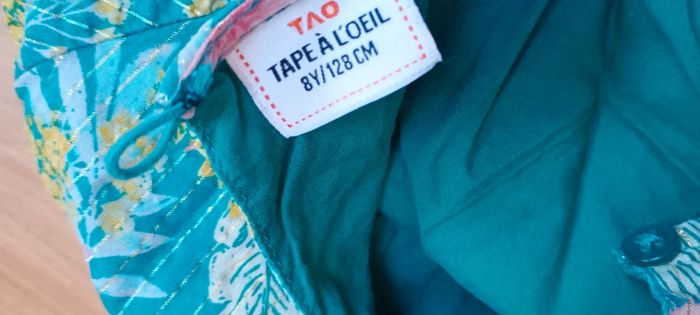 TAO
TAPE À L'OEIL
8Y/128 CM